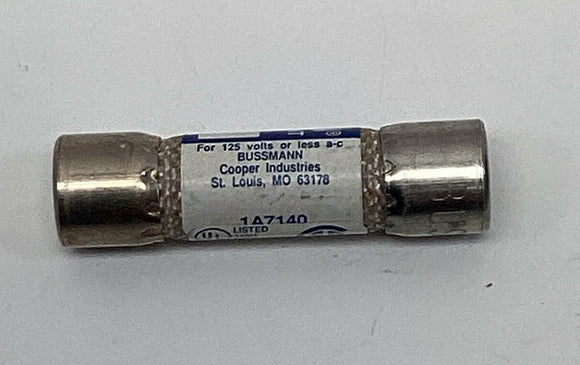 For 125 volts or less a-c
BUSSMANN
Cooper Industries
St. Louis, MO 63178
1A7140
LISTED